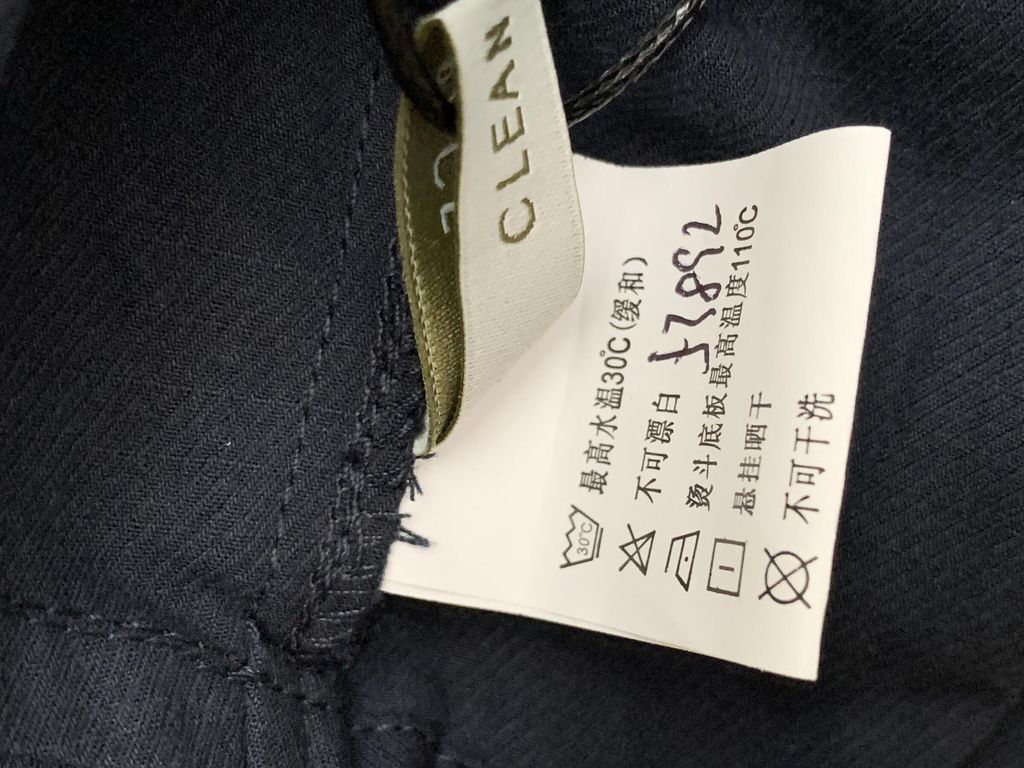 CLEAN
30℃
最高水温30℃(缓和)
不可漂白
熨斗底板最高温度110℃
悬挂晒干
不可干洗